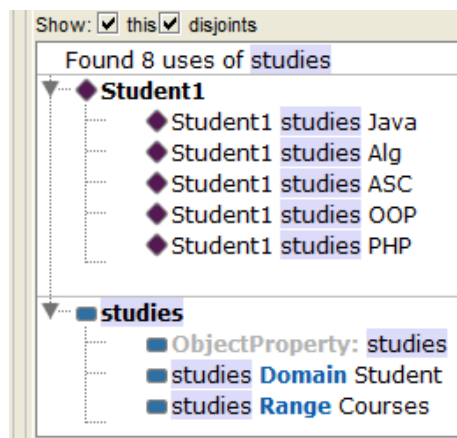 Show: this disjoints
Found 8 uses of studies
Student1
Student1 studies Java
Student1 studies Alg
Student1 studies ASC
Student1 studies OOP
Student1 studies PHP
studies
ObjectProperty: studies
studies Domain Student
studies Range Courses